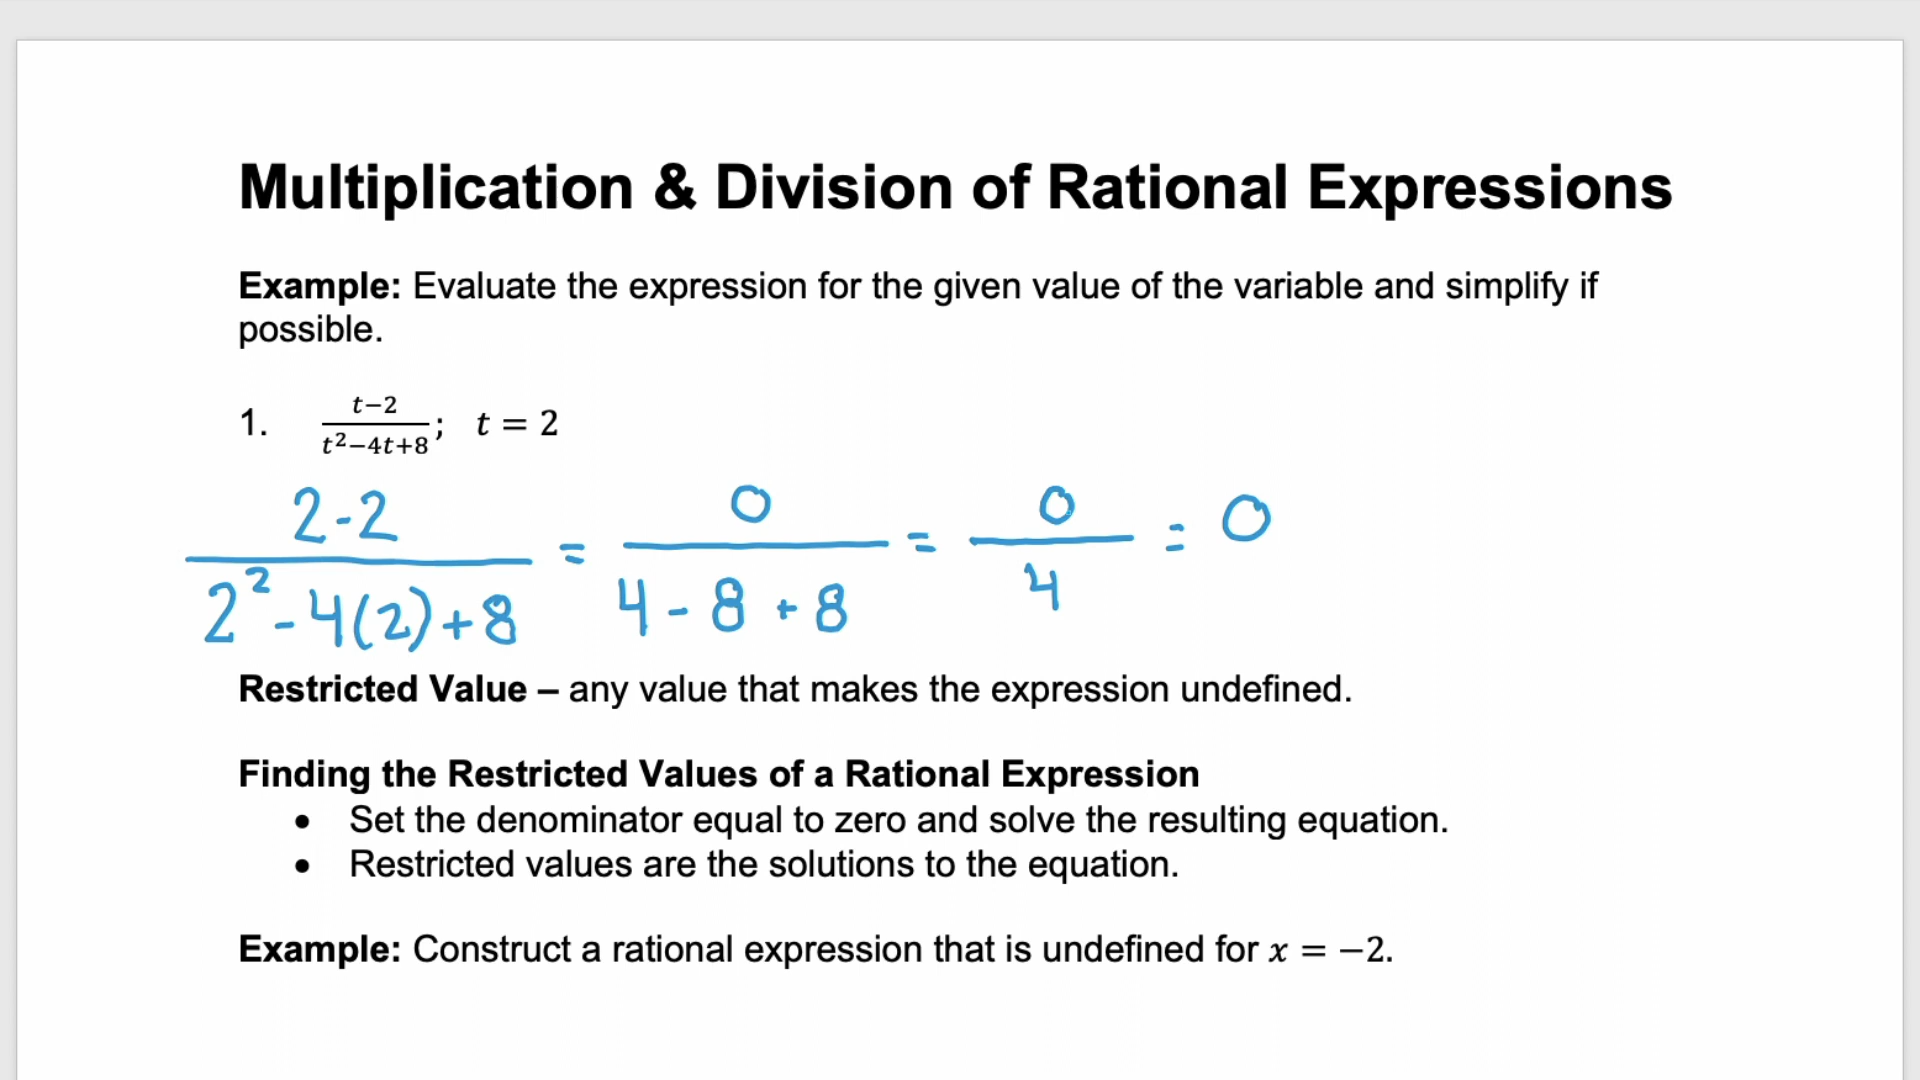 Multiplication & Division of Rational Expressions
Example: Evaluate the expression for the given value of the variable and simplify if
possible.
1. t−2/t²−4t+8; t = 2
2-2/2²-4(2)+8 = 0/4-8+8 = 0/4 = 0
Restricted Value – any value that makes the expression undefined.
Finding the Restricted Values of a Rational Expression
• Set the denominator equal to zero and solve the resulting equation.
• Restricted values are the solutions to the equation.
Example: Construct a rational expression that is undefined for x = −2.